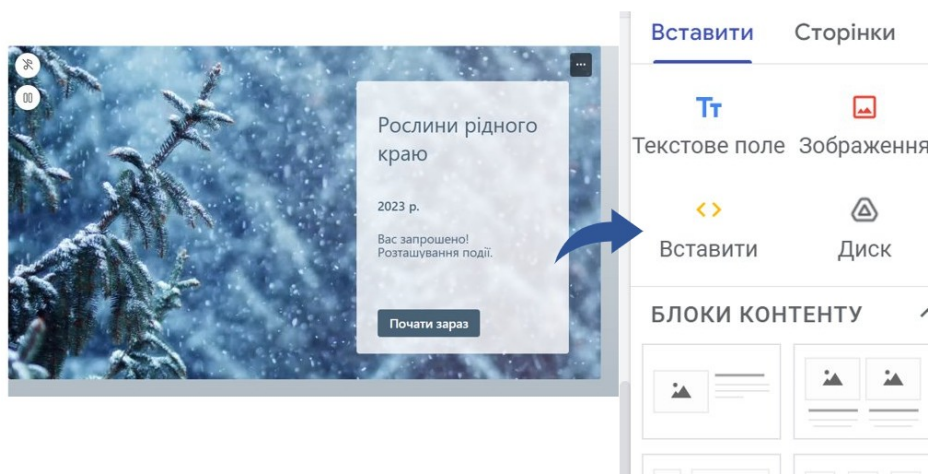 Рослини рідного
краю
2023 р.
Вас запрошено!
Розташування події.
Почати зараз
Вставити Сторінки
Тт
Текстове поле Зображення
Вставити Диск
БЛОКИ КОНТЕНТУ